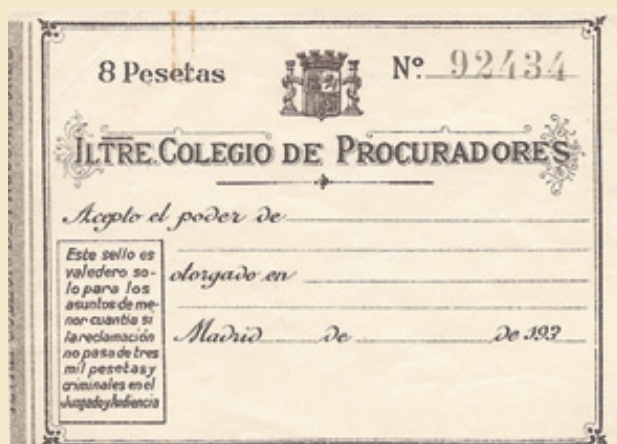 8 Pesetas
Nº 92434
ILTRE. COLEGIO DE PROCURADORES
Acepto el poder de
otorgado en
Madrid de de 193
Este sello es
valedero so-
lo para los
asuntos de me-
nor cuantía si
la reclamación
no pasa de tres
mil pesetas y
criminales en el
Juzgado y Audiencia